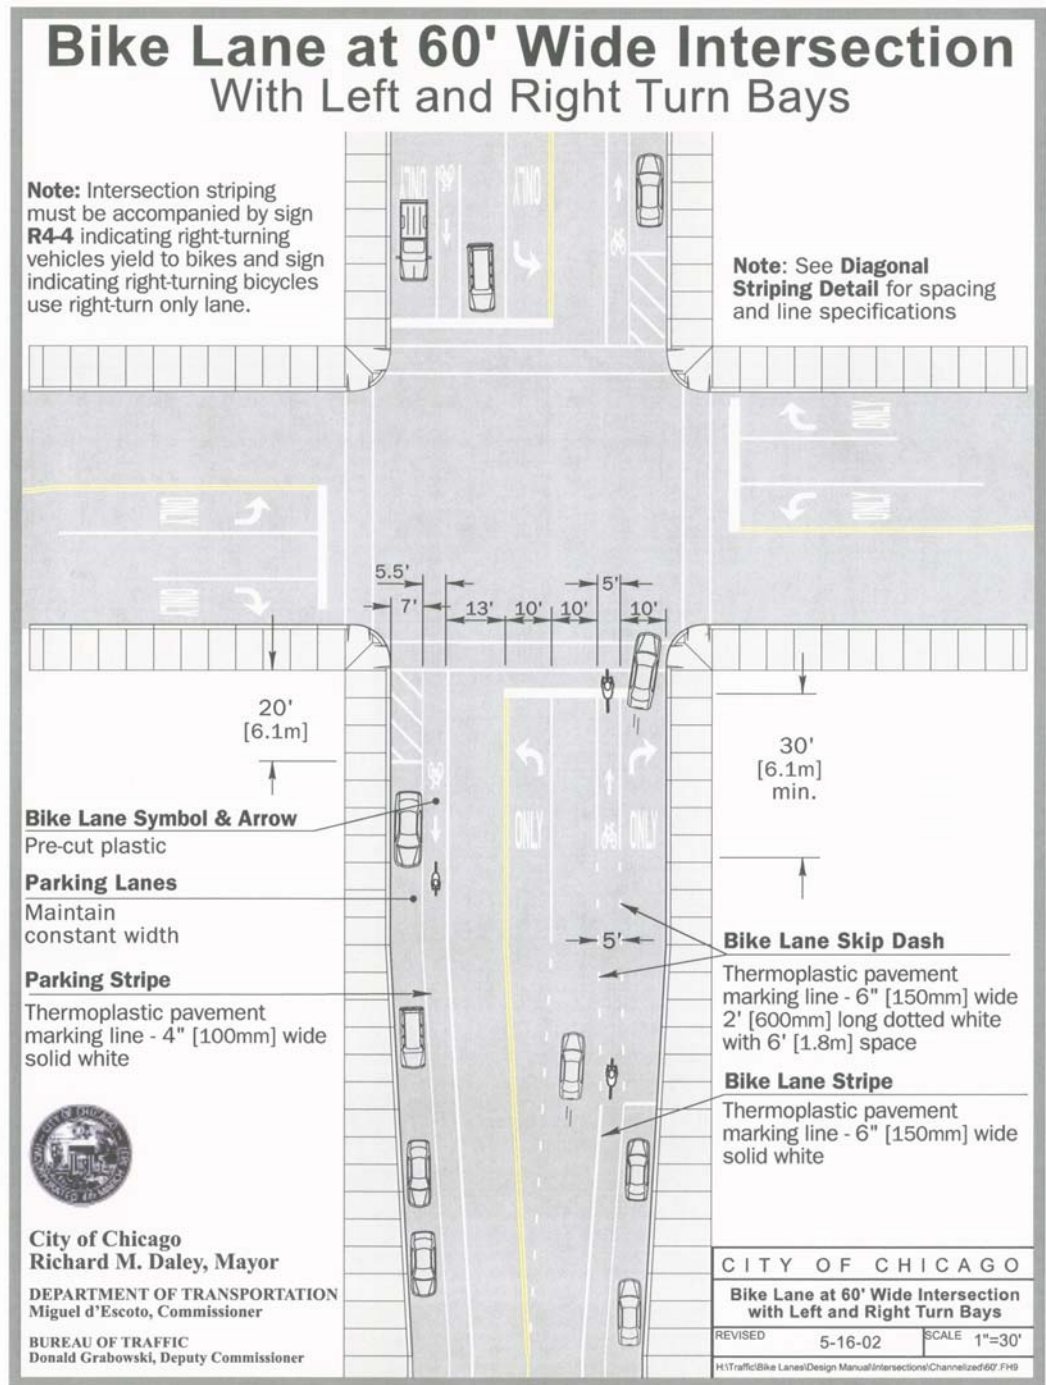 Bike Lane at 60' Wide Intersection
With Left and Right Turn Bays
Note: Intersection striping
must be accompanied by sign
R4-4 indicating right-turning
vehicles yield to bikes and sign
indicating right-turning bicycles
use right-turn only lane.
ONLY
ONLY
Note: See Diagonal
Striping Detail for spacing
and line specifications
ONLY
ONLY
ONLY
ONLY
5.5'
5'
7'
13'
10'
10'
10'
20'
[6.1m]
30'
[6.1m]
min.
ONLY
ONLY
Bike Lane Symbol & Arrow
Pre-cut plastic
Parking Lanes
Maintain
constant width
Parking Stripe
Thermoplastic pavement
marking line - 4" [100mm] wide
solid white
5'
Bike Lane Skip Dash
Thermoplastic pavement
marking line - 6" [150mm] wide
2' [600mm] long dotted white
with 6' [1.8m] space
Bike Lane Stripe
Thermoplastic pavement
marking line - 6" [150mm] wide
solid white
City of Chicago
Richard M. Daley, Mayor
DEPARTMENT OF TRANSPORTATION
Miguel d'Escoto, Commissioner
BUREAU OF TRAFFIC
Donald Grabowski, Deputy Commissioner
CITY OF CHICAGO
Bike Lane at 60' Wide Intersection
with Left and Right Turn Bays
REVISED 5-16-02 SCALE 1"=30'
H:\Traffic\Bike Lanes\Design Manual\Intersections\Channelized\60'.FH9